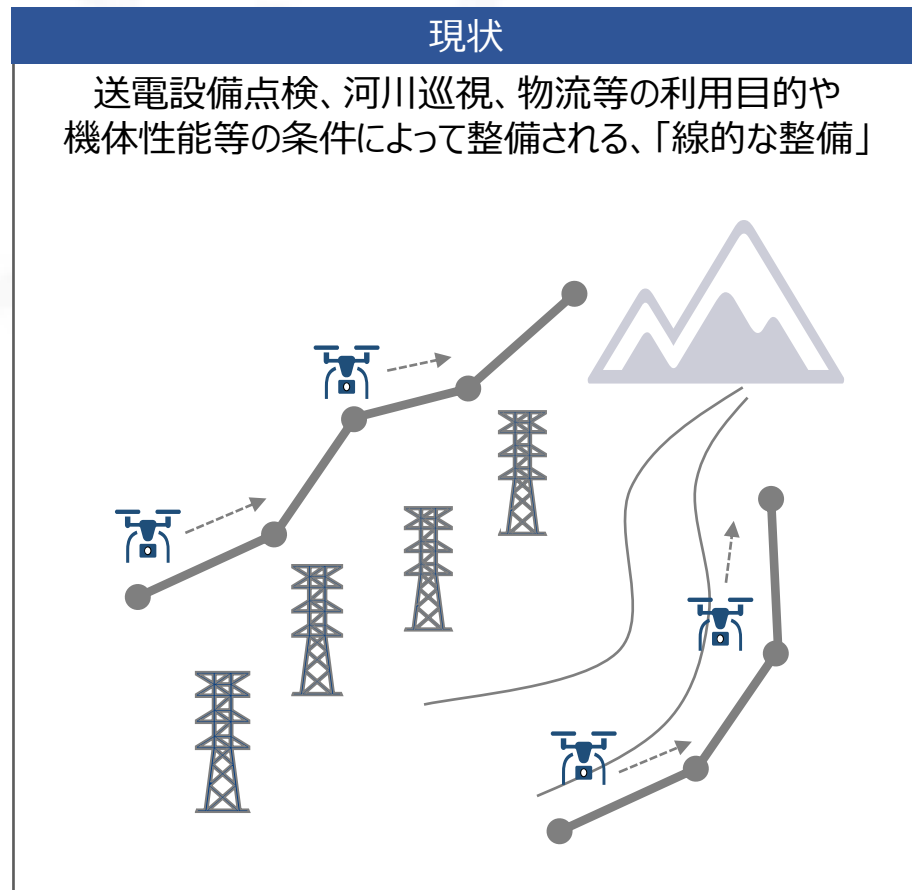 現状
送電設備点検、河川巡視、物流等の利用目的や
機体性能等の条件によって整備される、「線的な整備」